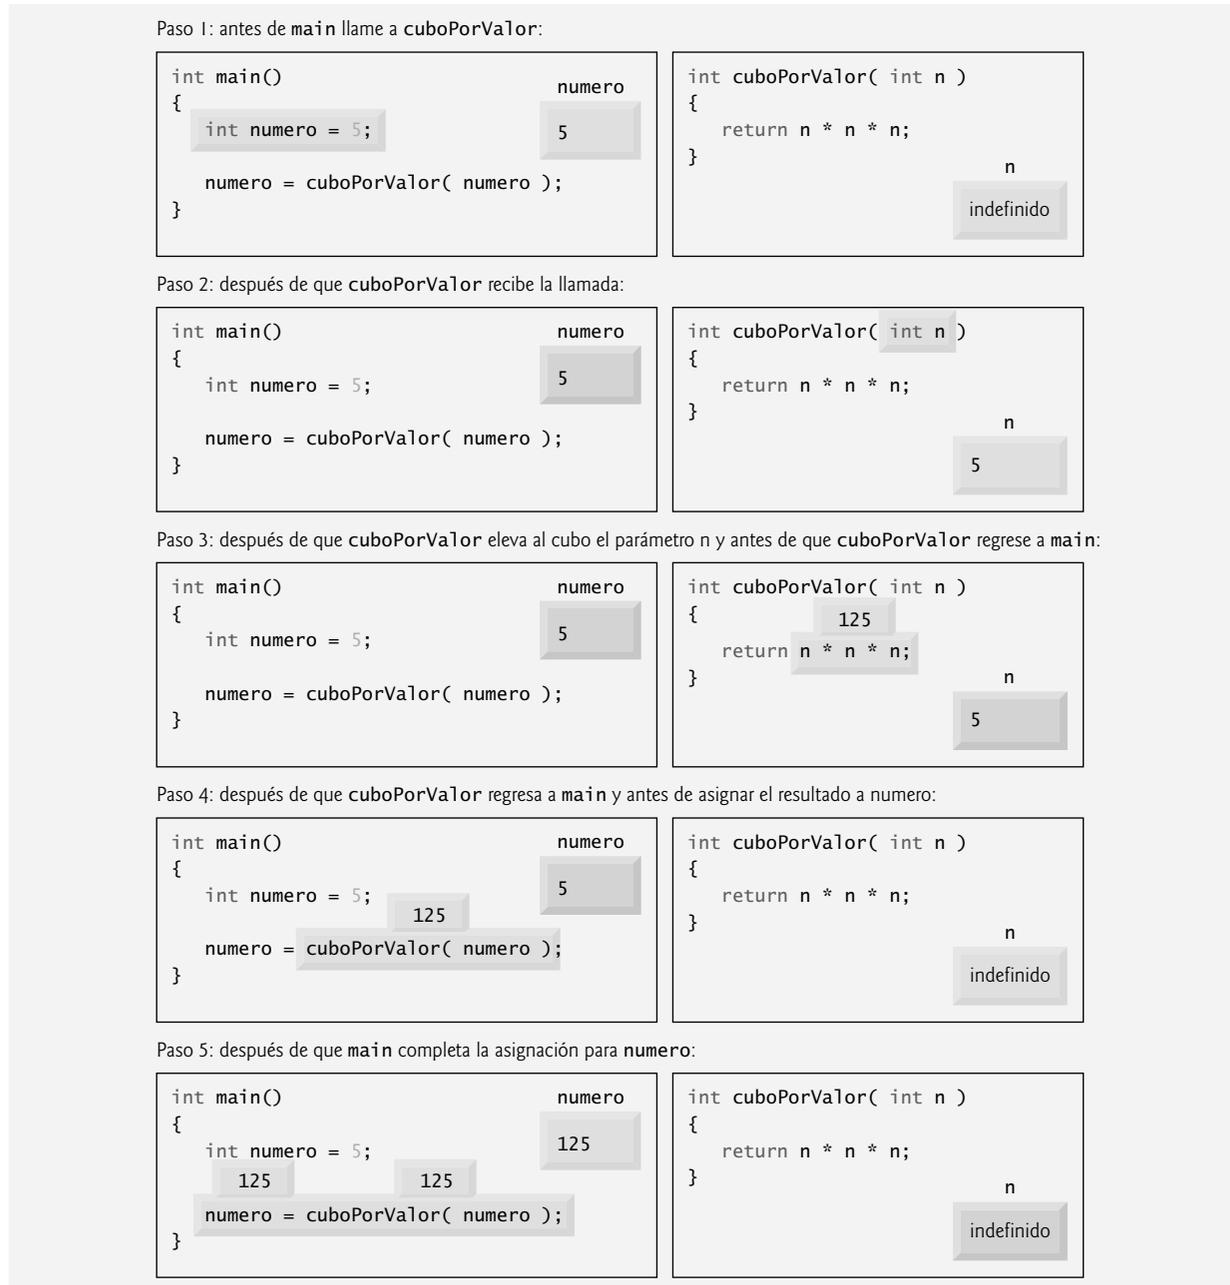 Paso 1: antes de main llame a cuboPorValor:
int main()
{
int numero = 5;
numero = cuboPorValor( numero );
}
numero
5
int cuboPorValor( int n )
{
return n * n * n;
}
n
indefinido
Paso 2: después de que cuboPorValor recibe la llamada:
int main()
{
int numero = 5;
numero = cuboPorValor( numero );
}
numero
5
int cuboPorValor( int n )
{
return n * n * n;
}
n
5
Paso 3: después de que cuboPorValor eleva al cubo el parámetro n y antes de que cuboPorValor regrese a main:
int main()
{
int numero = 5;
numero = cuboPorValor( numero );
}
numero
5
int cuboPorValor( int n )
{
125
return n * n * n;
}
n
5
Paso 4: después de que cuboPorValor regresa a main y antes de asignar el resultado a numero:
int main()
{
int numero = 5;
125
numero = cuboPorValor( numero );
}
numero
5
int cuboPorValor( int n )
{
return n * n * n;
}
n
indefinido
Paso 5: después de que main completa la asignación para numero:
int main()
{
int numero = 5;
125 125
numero = cuboPorValor( numero );
}
numero
125
int cuboPorValor( int n )
{
return n * n * n;
}
n
indefinido